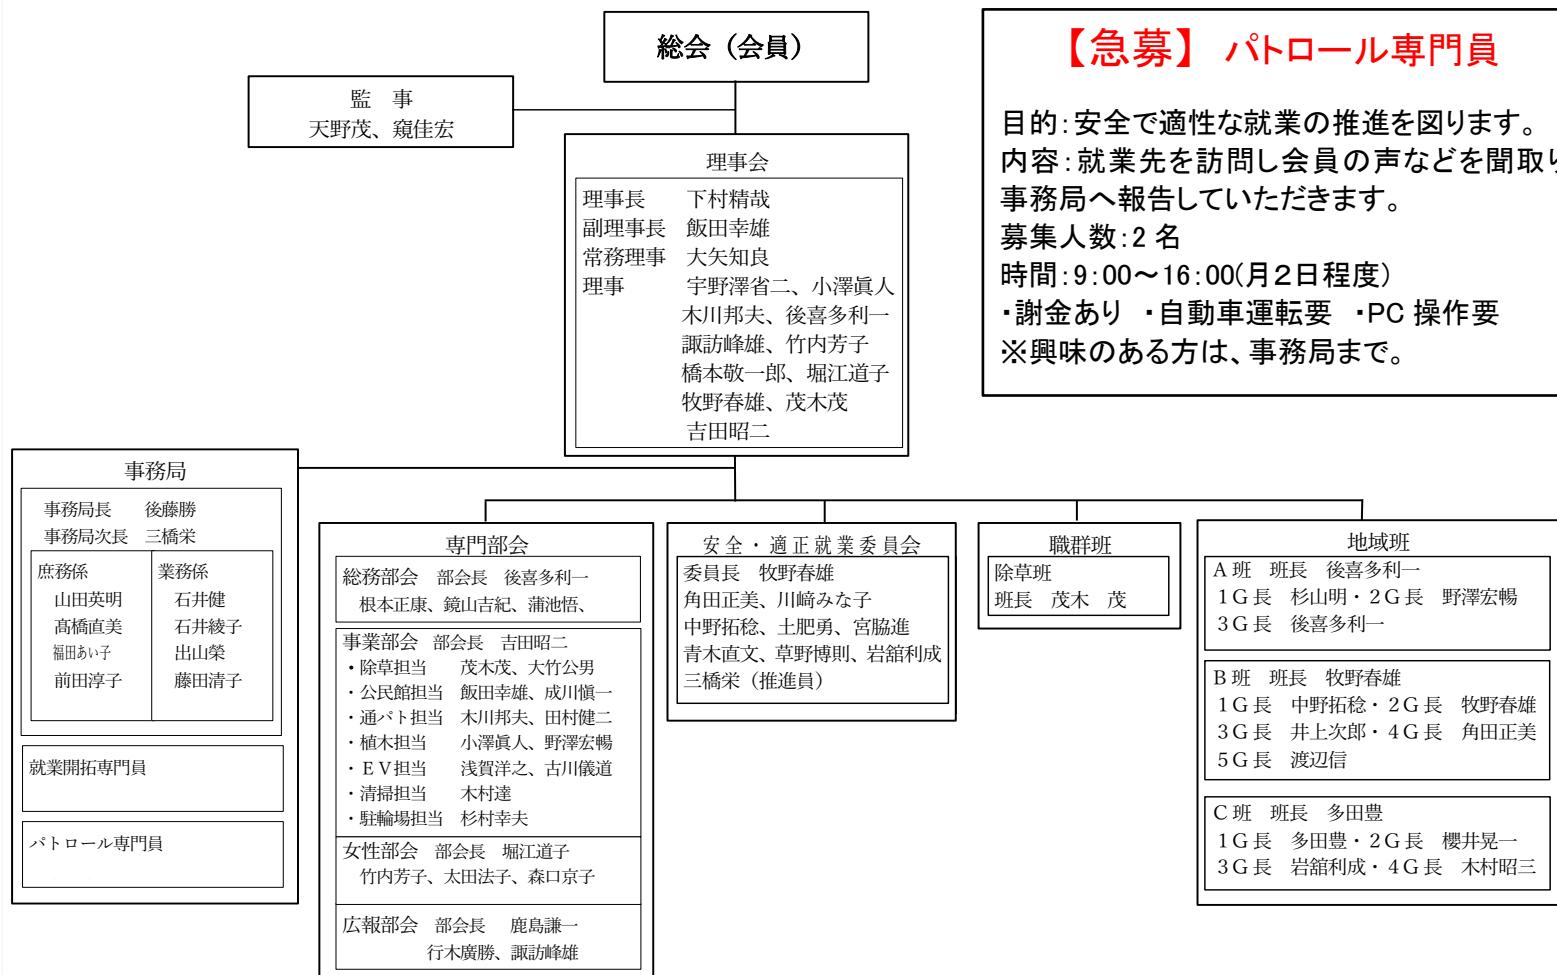 総会（会員）
監　事
天野茂、窺佳宏
理事会
理事長　下村精哉
副理事長　飯田幸雄
常務理事　大矢知良
理事　宇野澤省二、小澤眞人
木川邦夫、後喜多利一
諏訪峰雄、竹内芳子
橋本敬一郎、堀江道子
牧野春雄、茂木茂
吉田昭二
【急募】 パトロール専門員
目的：安全で適性な就業の推進を図ります。
内容：就業先を訪問し会員の声などを聞取り
事務局へ報告していただきます。
募集人数：2 名
時間：9：00～16：00(月２日程度)
・謝金あり　・自動車運転要　・PC 操作要
※興味のある方は、事務局まで。
事務局
事務局長　後藤勝
事務局次長　三橋栄
庶務係
山田英明
髙橋直美
福田あい子
前田淳子
業務係
石井健
石井綾子
出山榮
藤田清子
就業開拓専門員
パトロール専門員
専門部会
総務部会　部会長　後喜多利一
根本正康、鏡山吉紀、蒲池悟、
事業部会　部会長　吉田昭二
・除草担当　茂木茂、大竹公男
・公民館担当　飯田幸雄、成川愼一
・通パト担当　木川邦夫、田村健二
・植木担当　小澤眞人、野澤宏暢
・ＥＶ担当　浅賀洋之、古川儀道
・清掃担当　木村達
・駐輪場担当　杉村幸夫
女性部会　部会長　堀江道子
竹内芳子、太田法子、森口京子
広報部会　部会長　鹿島謙一
行木廣勝、諏訪峰雄
安全・適正就業委員会
委員長　牧野春雄
角田正美、川﨑みな子
中野拓稔、土肥勇、宮脇進
青木直文、草野博則、岩舘利成
三橋栄（推進員）
職群班
除草班
班長　茂木　茂
地域班
Ａ班　班長　後喜多利一
１Ｇ長　杉山明・２Ｇ長　野澤宏暢
３Ｇ長　後喜多利一
Ｂ班　班長　牧野春雄
１Ｇ長　中野拓稔・２Ｇ長　牧野春雄
３Ｇ長　井上次郎・４Ｇ長　角田正美
５Ｇ長　渡辺信
Ｃ班　班長　多田豊
１Ｇ長　多田豊・２Ｇ長　櫻井晃一
３Ｇ長　岩舘利成・４Ｇ長　木村昭三